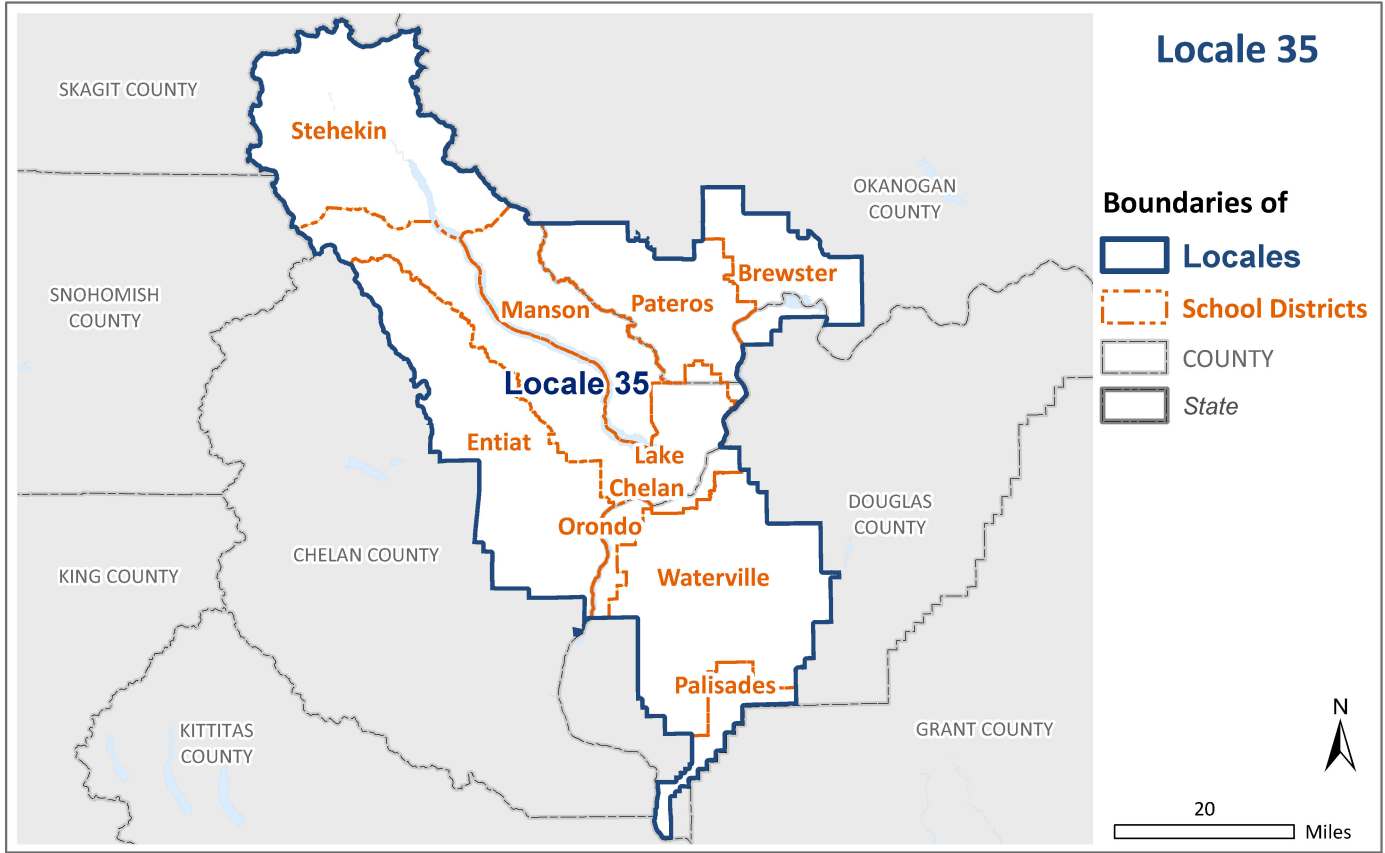 Locale 35
SKAGIT COUNTY
Stehekin
OKANOGAN
COUNTY
Boundaries of
Locales
School Districts
COUNTY
State
SNOHOMISH
COUNTY
Brewster
Manson
Pateros
Locale 35
Entiat
Lake
Chelan
Orondo
DOUGLAS
COUNTY
CHELAN COUNTY
KING COUNTY
Waterville
Palisades
KITTITAS
COUNTY
GRANT COUNTY
N
20
Miles